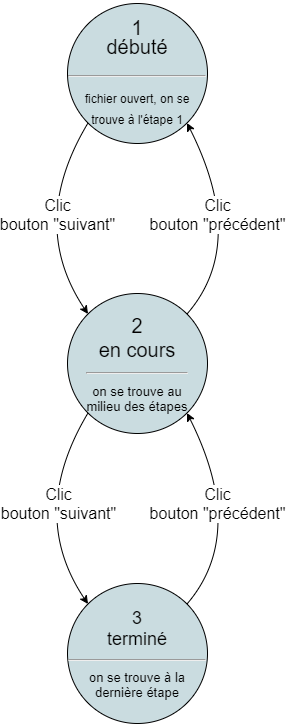 1
débuté
fichier ouvert, on se
trouve à l'étape 1
Clic
bouton "suivant"
Clic
bouton "précédent"
2
en cours
on se trouve au
milieu des étapes
Clic
bouton "suivant"
Clic
bouton "précédent"
3
terminé
on se trouve à la
dernière étape